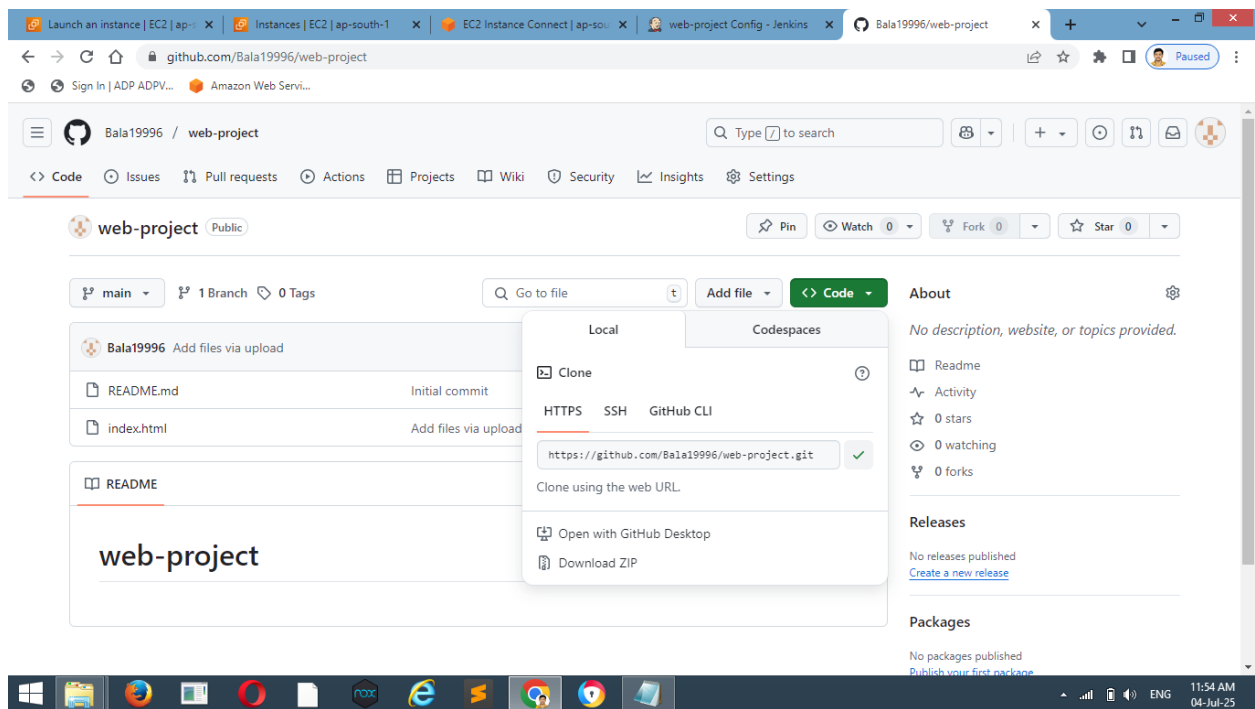 Launch an instance | EC2 | ap-s
Instances | EC2 | ap-south-1
EC2 Instance Connect | ap-sou
web-project Config - Jenkins
Bala19996/web-project
github.com/Bala19996/web-project
Paused
Sign In | ADP ADPV...
Amazon Web Servi...
Bala19996 / web-project
Type / to search
Code
Issues
Pull requests
Actions
Projects
Wiki
Security
Insights
Settings
web-project Public
Pin
Watch 0
Fork 0
Star 0
main
1 Branch
0 Tags
Go to file t
Add file
<> Code
Bala19996 Add files via upload
README.md Initial commit
index.html Add files via upload
README
web-project
Local
Codespaces
Clone
HTTPS
SSH
GitHub CLI
https://github.com/Bala19996/web-project.git
Clone using the web URL.
Open with GitHub Desktop
Download ZIP
About
No description, website, or topics provided.
Readme
Activity
0 stars
0 watching
0 forks
Releases
No releases published
Create a new release
Packages
No packages published
Publish your first package
nox
ENG
11:54 AM
04-Jul-25